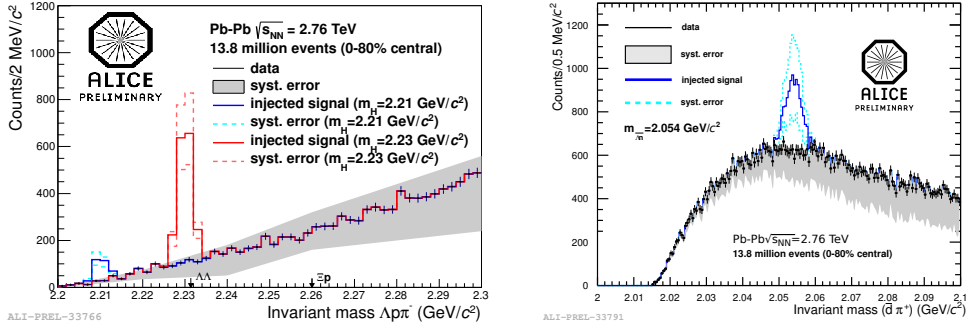 Counts/2 MeV/c²
1200
1000
800
600
400
200
0
ALICE
PRELIMINARY
Pb-Pb √sNN = 2.76 TeV
13.8 million events (0-80% central)
data
syst. error
injected signal (mH=2.21 GeV/c²)
syst. error (mH=2.21 GeV/c²)
injected signal (mH=2.23 GeV/c²)
syst. error (mH=2.23 GeV/c²)
ΛΛ
Ξp
2.2 2.21 2.22 2.23 2.24 2.25 2.26 2.27 2.28 2.29 2.3
Invariant mass Λpπ⁻ (GeV/c²)
ALI-PREL-33766
Counts/0.5 MeV/c²
1200
1000
800
600
400
200
0
data
syst. error
injected signal
syst. error
mΛn=2.054 GeV/c²
ALICE
PRELIMINARY
Pb-Pb√sNN=2.76 TeV
13.8 million events (0-80% central)
2 2.01 2.02 2.03 2.04 2.05 2.06 2.07 2.08 2.09 2.1
Invariant mass (d̄ π⁺) (GeV/c²)
ALI-PREL-33791